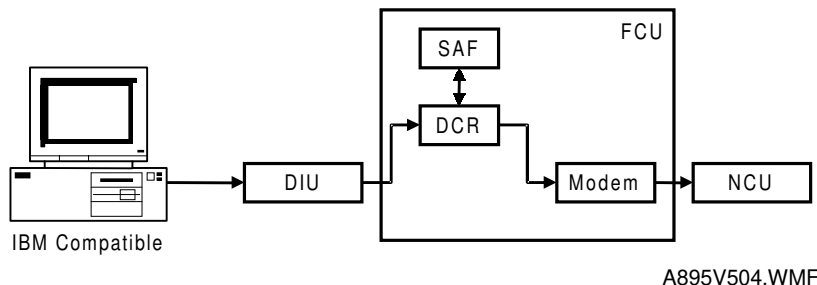 FCU
SAF
DCR
DIU
Modem
NCU
IBM Compatible
A895V504.WMF